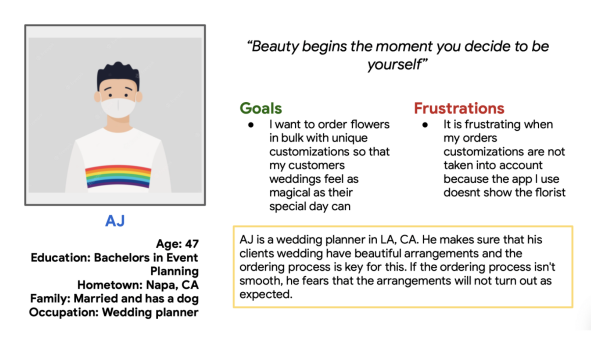 “Beauty begins the moment you decide to be
yourself”
Goals
● I want to order flowers
in bulk with unique
customizations so that
my customers
weddings feel as
magical as their
special day can
Frustrations
● It is frustrating when
my orders
customizations are not
taken into account
because the app I use
doesnt show the florist
AJ
Age: 47
Education: Bachelors in Event
Planning
Hometown: Napa, CA
Family: Married and has a dog
Occupation: Wedding planner
AJ is a wedding planner in LA, CA. He makes sure that his
clients wedding have beautiful arrangements and the
ordering process is key for this. If the ordering process isn't
smooth, he fears that the arrangements will not turn out as
expected.